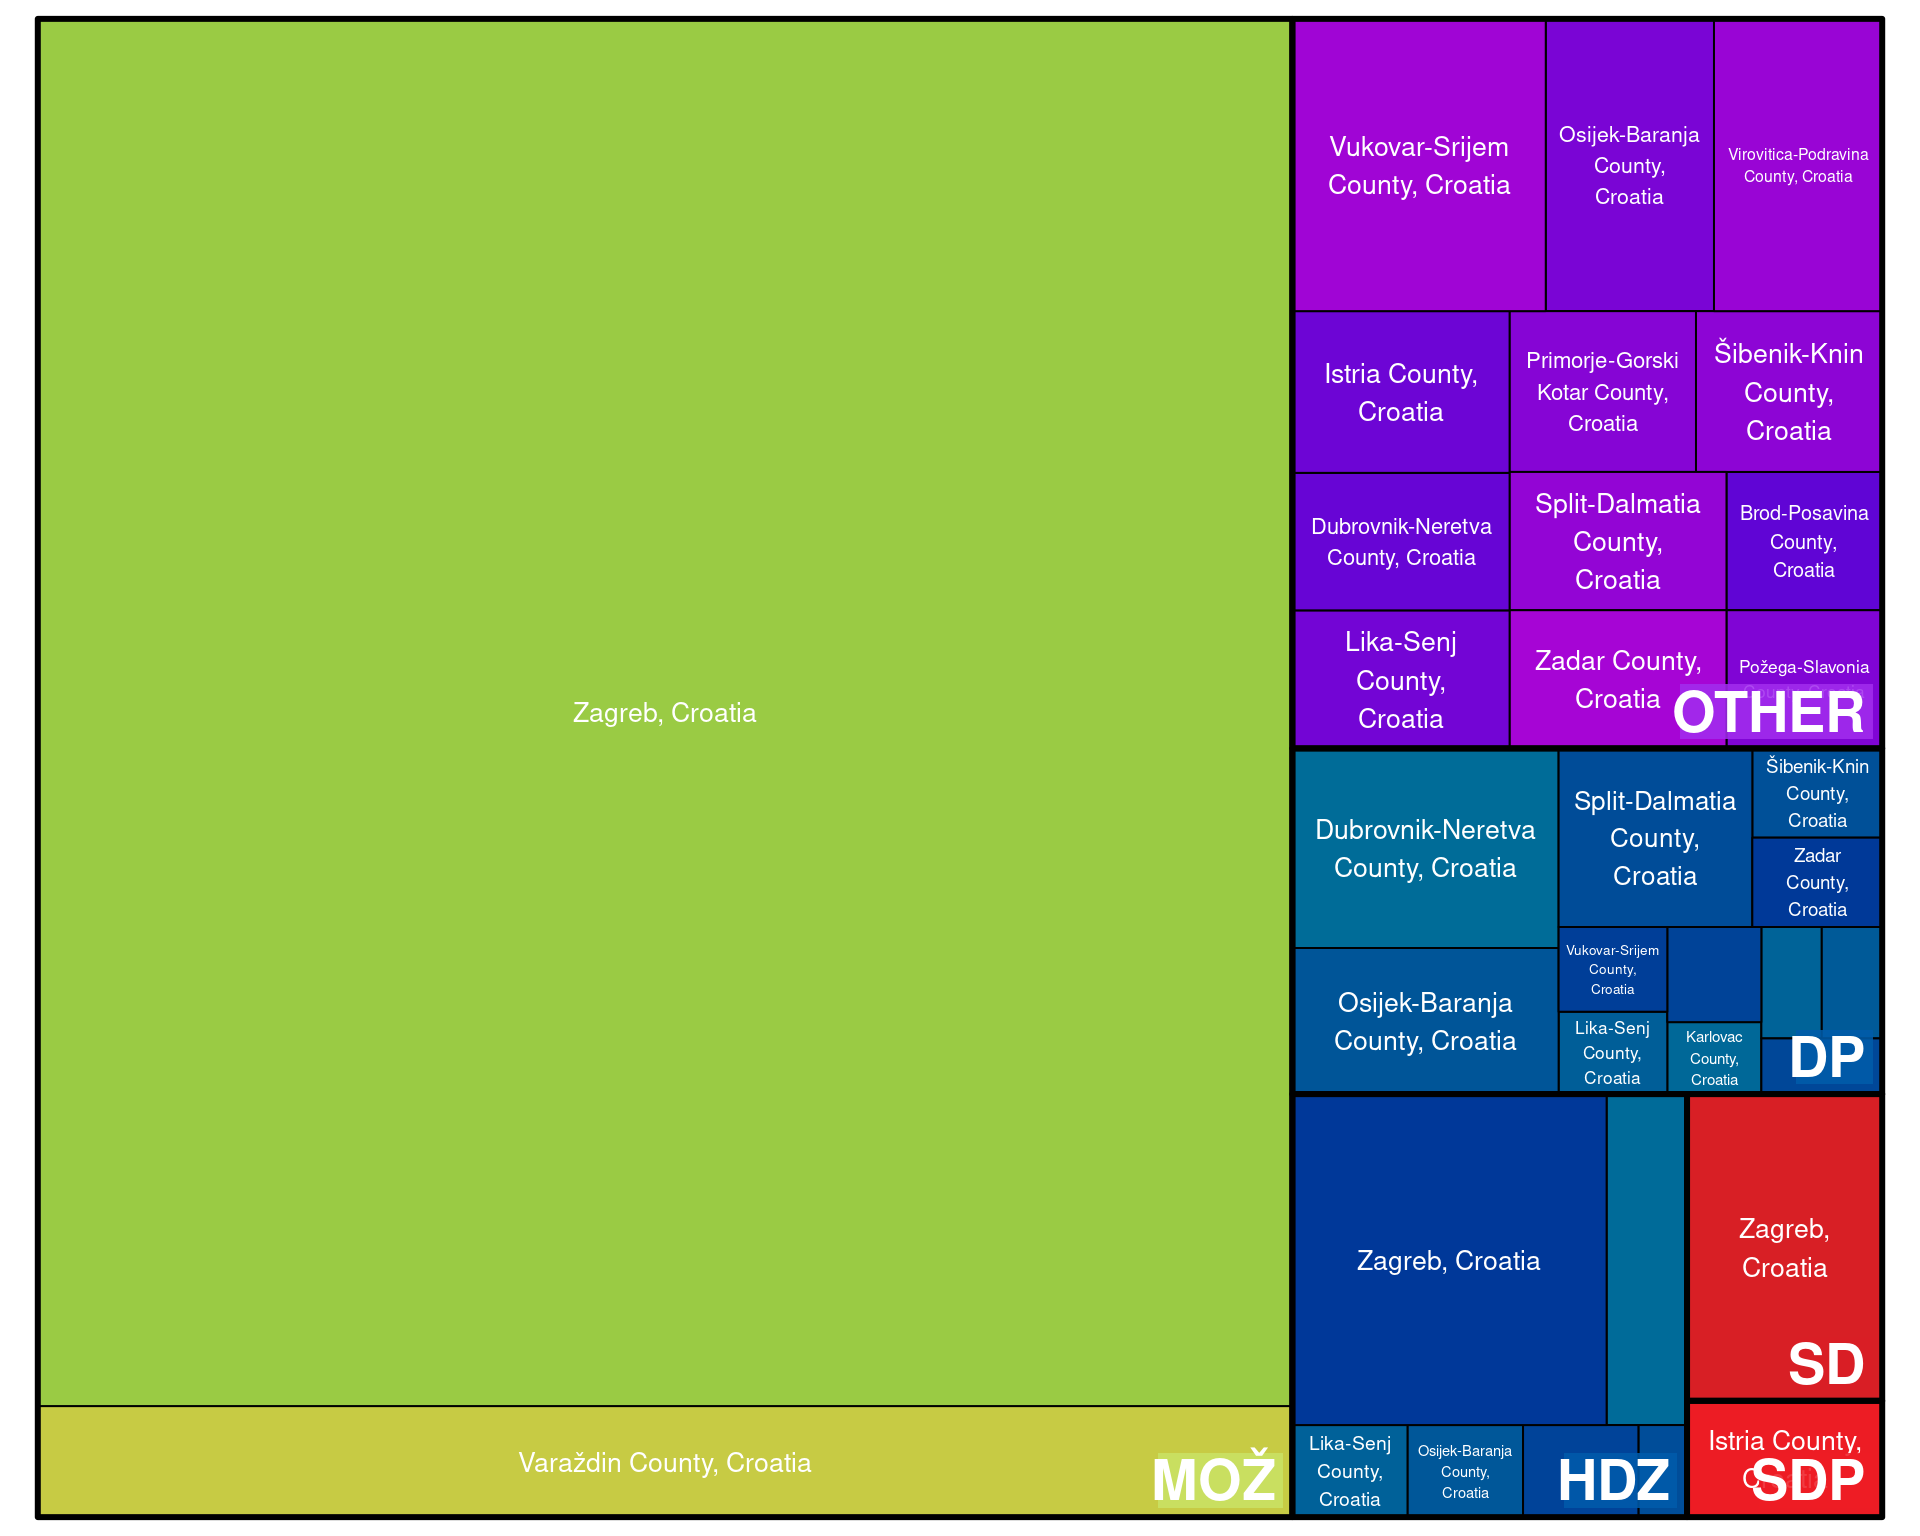 Zagreb, Croatia
Varaždin County, Croatia
MOŽ
Vukovar-Srijem
County, Croatia
Osijek-Baranja
County,
Croatia
Virovitica-Podravina
County, Croatia
Istria County,
Croatia
Primorje-Gorski
Kotar County,
Croatia
Šibenik-Knin
County,
Croatia
Dubrovnik-Neretva
County, Croatia
Split-Dalmatia
County,
Croatia
Brod-Posavina
County,
Croatia
Lika-Senj
County,
Croatia
Zadar County,
Croatia
Požega-Slavonia
OTHER
Dubrovnik-Neretva
County, Croatia
Split-Dalmatia
County,
Croatia
Šibenik-Knin
County,
Croatia
Zadar
County,
Croatia
Osijek-Baranja
County, Croatia
Vukovar-Srijem
County,
Croatia
Lika-Senj
County,
Croatia
Karlovac
County,
Croatia
DP
Zagreb, Croatia
Lika-Senj
County,
Croatia
Osijek-Baranja
County,
Croatia
HDZ
Zagreb,
Croatia
SD
Istria County,
SDP